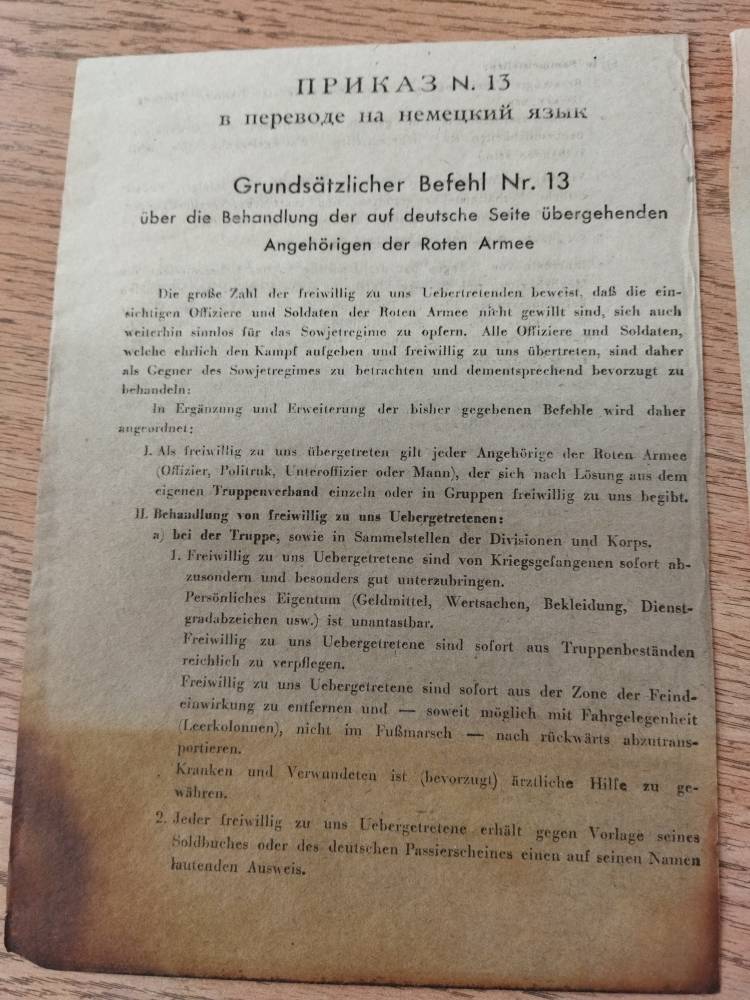 ПРИКАЗ N. 13
в переводе на немецкий язык
Grundsätzlicher Befehl Nr. 13
über die Behandlung der auf deutsche Seite übergehenden
Angehörigen der Roten Armee
Die große Zahl der freiwillig zu uns Uebertretenden beweist, daß die ein-
sichtigen Offiziere und Soldaten der Roten Armee nicht gewillt sind, sich auch
weiterhin sinnlos für das Sowjetregime zu opfern. Alle Offiziere und Soldaten,
welche ehrlich den Kampf aufgeben und freiwillig zu uns übertreten, sind daher
als Gegner des Sowjetregimes zu betrachten und dementsprechend bevorzugt zu
behandeln:
In Ergänzung und Erweiterung der bisher gegebenen Befehle wird daher
angeordnet:
I. Als freiwillig zu uns übergetreten gilt jeder Angehörige der Roten Armee
(Offizier, Politruk, Unteroffizier oder Mann), der sich nach Lösung aus dem
eigenen Truppenverband einzeln oder in Gruppen freiwillig zu uns begibt.
II. Behandlung von freiwillig zu uns Uebergetretenen:
a) bei der Truppe, sowie in Sammelstellen der Divisionen und Korps.
1. Freiwillig zu uns Uebergetretene sind von Kriegsgefangenen sofort ab-
zusondern und besonders gut unterzubringen.
Persönliches Eigentum (Geldmittel, Wertsachen, Bekleidung, Dienst-
gradabzeichen usw.) ist unantastbar.
Freiwillig zu uns Uebergetretene sind sofort aus Truppenbeständen
reichlich zu verpflegen.
Freiwillig zu uns Uebergetretene sind sofort aus der Zone der Feind-
einwirkung zu entfernen und — soweit möglich mit Fahrgelegenheit
(Leerkolonnen), nicht im Fußmarsch — nach rückwärts abzutrans-
portieren.
Kranken und Verwundeten ist (bevorzugt) ärztliche Hilfe zu ge-
währen.
2. Jeder freiwillig zu uns Uebergetretene erhält gegen Vorlage seines
Soldbuches oder des deutschen Passierscheines einen auf seinen Namen
lautenden Ausweis.